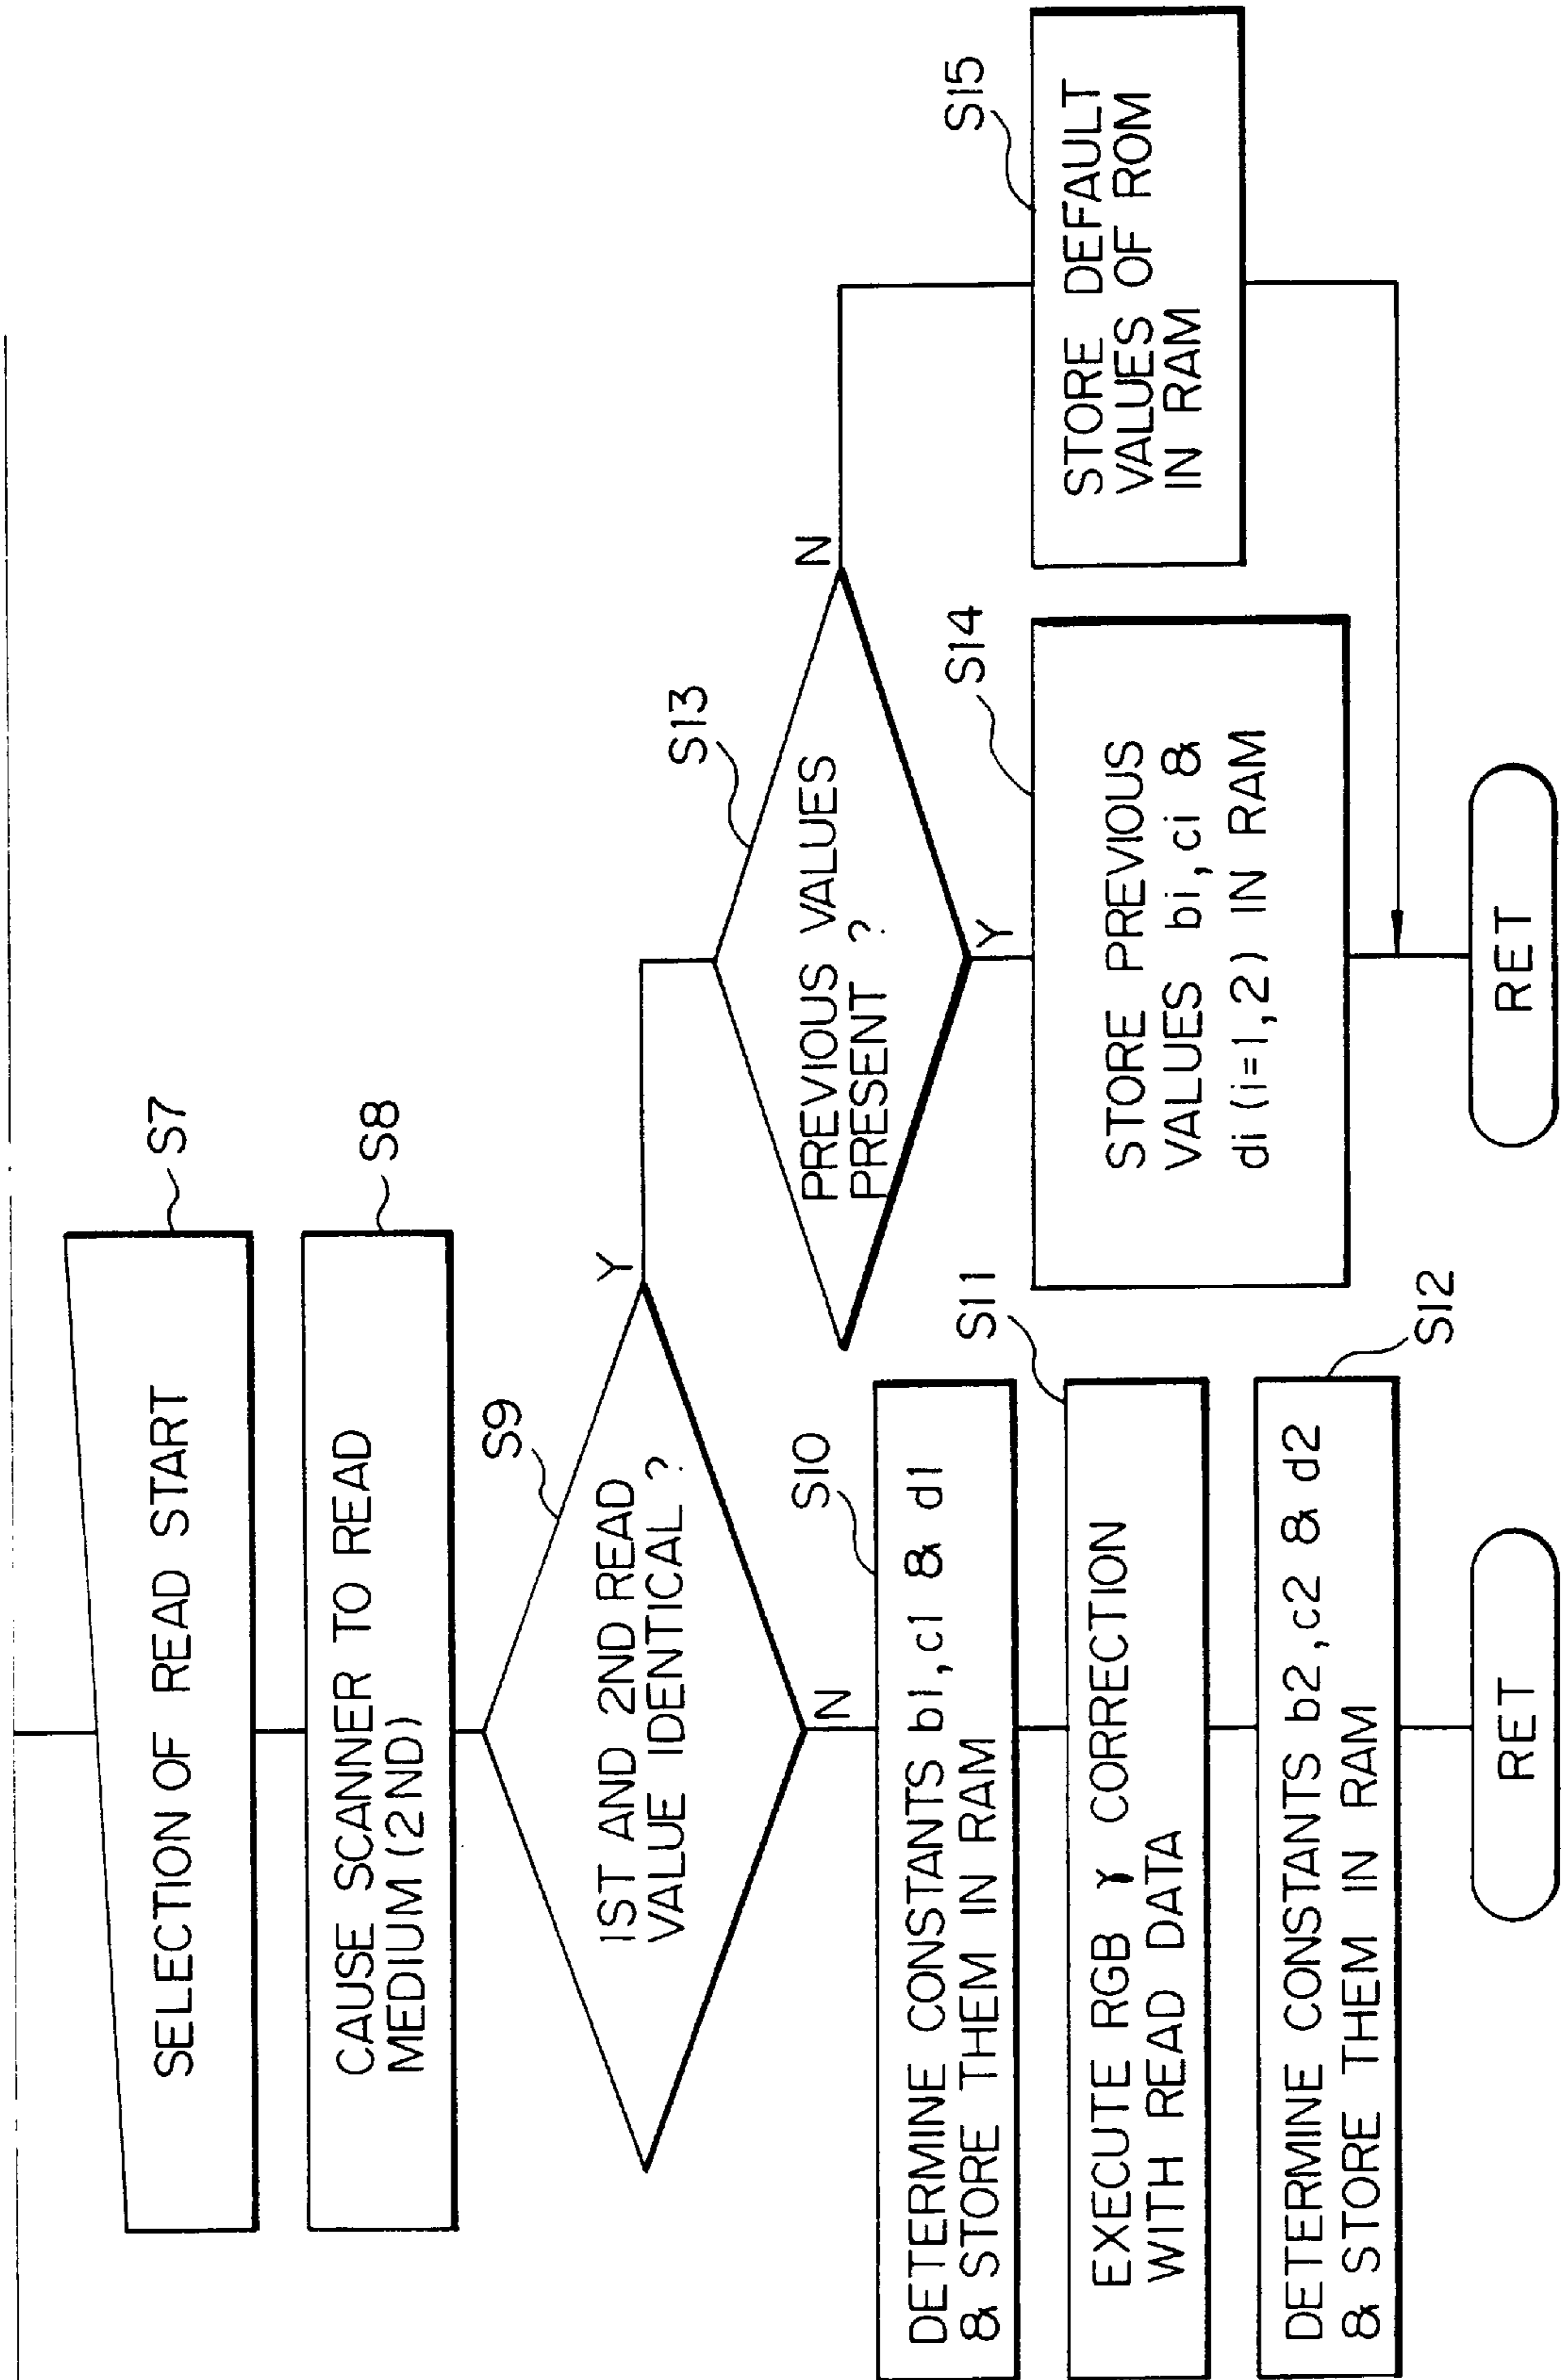 SELECTION OF READ START
S7
CAUSE SCANNER TO READ
MEDIUM (2ND)
S8
1ST AND 2ND READ
VALUE IDENTICAL ?
S9
Y
N
DETERMINE CONSTANTS b1, c1 & d1
& STORE THEM IN RAM
S10
EXECUTE RGB γ CORRECTION
WITH READ DATA
S11
DETERMINE CONSTANTS b2, c2 & d2
& STORE THEM IN RAM
S12
RET
PREVIOUS VALUES
PRESENT ?
S13
N
Y
STORE PREVIOUS
VALUES bi, ci &
di (i=1,2) IN RAM
S14
STORE DEFAULT
VALUES OF ROM
IN RAM
S15
RET